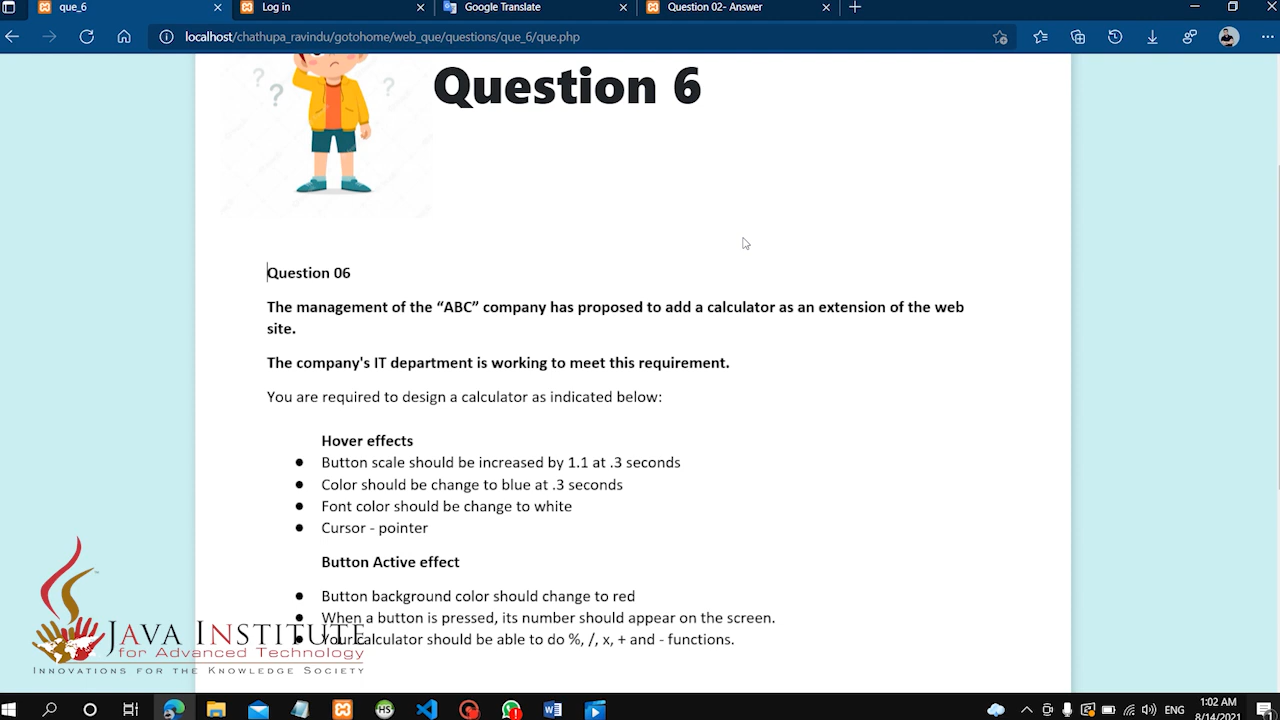 que_6
Log in
Google Translate
Question 02- Answer
localhost/chathupa_ravindu/gotohome/web_que/questions/que_6/que.php
Question 6
Question 06
The management of the “ABC” company has proposed to add a calculator as an extension of the web
site.
The company's IT department is working to meet this requirement.
You are required to design a calculator as indicated below:
Hover effects
● Button scale should be increased by 1.1 at .3 seconds
● Color should be change to blue at .3 seconds
● Font color should be change to white
● Cursor - pointer
Button Active effect
● Button background color should change to red
● When a button is pressed, its number should appear on the screen.
● Your calculator should be able to do %, /, x, + and - functions.
JAVA INSTITUTE
for Advanced Technology
INNOVATIONS FOR THE KNOWLEDGE SOCIETY
HS
1:02 AM